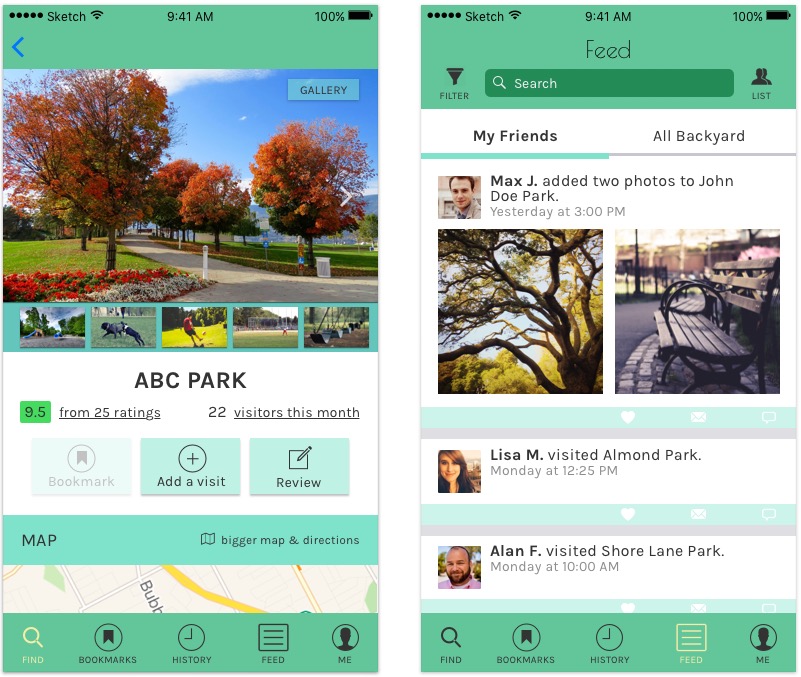 Sketch 9:41 AM 100%
GALLERY
ABC PARK
9.5 from 25 ratings 22 visitors this month
Bookmark Add a visit Review
MAP bigger map & directions
Bubb
FIND BOOKMARKS HISTORY FEED ME
Sketch 9:41 AM 100%
Feed
FILTER Search LIST
My Friends All Backyard
Max J. added two photos to John
Doe Park.
Yesterday at 3:00 PM
Lisa M. visited Almond Park.
Monday at 12:25 PM
Alan F. visited Shore Lane Park.
Monday at 10:00 AM
FIND BOOKMARKS HISTORY FEED ME